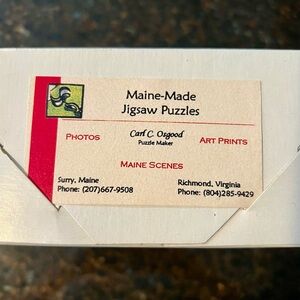 Maine-Made
Jigsaw Puzzles
PHOTOS
Carl C. Osgood
Puzzle Maker
ART PRINTS
MAINE SCENES
Surry, Maine
Phone: (207)667-9508
Richmond, Virginia
Phone: (804)285-9429